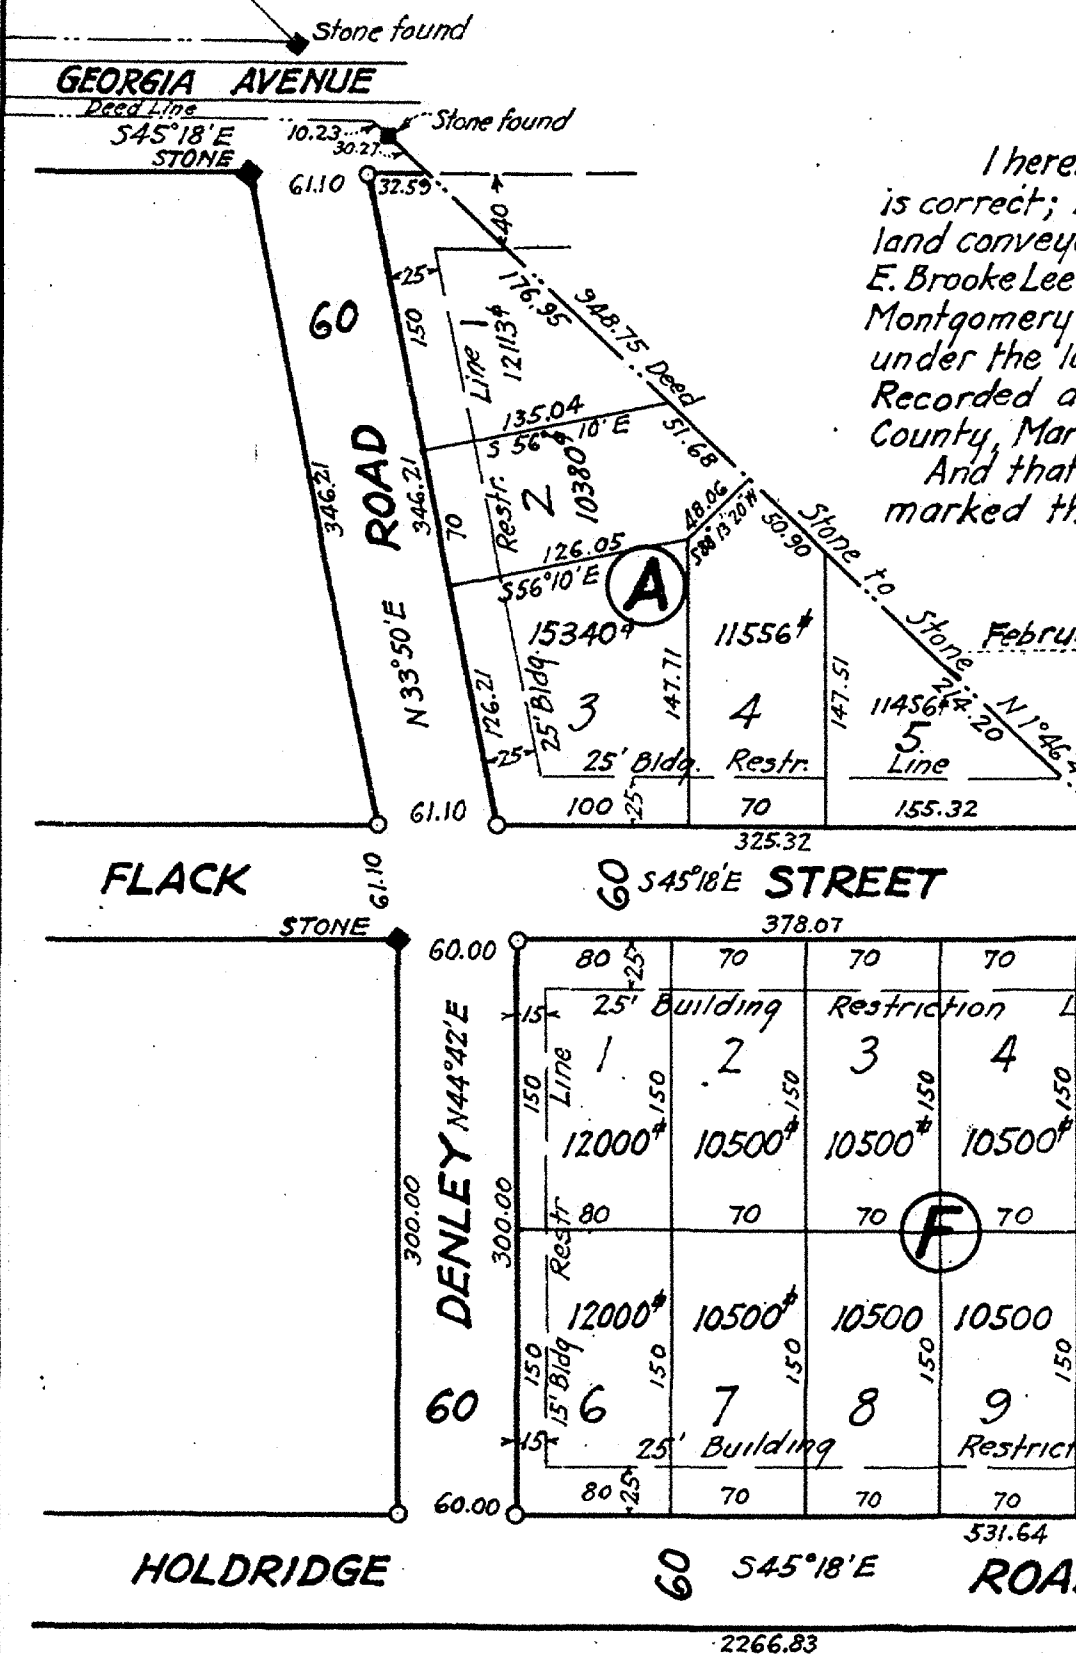 Stone found
GEORGIA AVENUE
Deed Line
S45°18'E
STONE
10.23
30.27
Stone found
61.10
32.59
40
25
60
150
Line
1
12113⌗
176.95
948.75 Deed
Stone to Stone
N 1°46
135.04
S 56° 10' E
51.68
ROAD
346.21
346.21
N33°50'E
70
Restr.
2
10380⌗
126.05
S56°10'E
48.06
S88°13'20"W
50.90
A
15340⌗
11556⌗
11456⌗
214.20
126.21
25' Bldg.
3
147.71
4
147.51
5
25
25' Bldg. Restr. Line
61.10
100
25
70
155.32
325.32
I here
is correct;
land convey
E. Brooke Lee
Montgomery
under the l
Recorded a
County, Mar
And that
marked th
Febru
FLACK
61.10
60
S45°18'E
STREET
STONE
378.07
60.00
80
25
70
70
70
15
25' Building Restriction L
DENLEY
N44°42'E
150
Line
1
2
3
4
150
150
150
150
12000⌗
10500⌗
10500⌗
10500⌗
300.00
300.00
Restr
80
70
70
F
70
12000⌗
10500⌗
10500
10500
150
15' Bldg
150
150
150
150
60
6
7
8
9
15
25' Building
Restrict
60.00
80
25
70
70
70
531.64
HOLDRIDGE
60
S45°18'E
ROA
2266.83